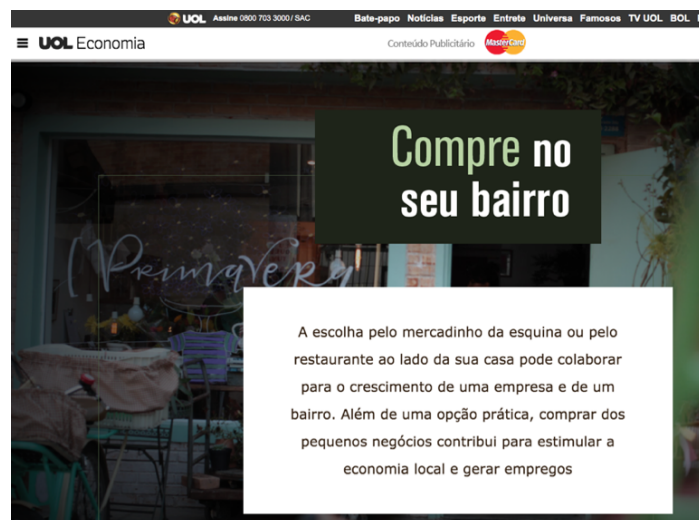 UOL Assine 0800 703 3000 / SAC Bate-papo Notícias Esporte Entrete Universa Famosos TV UOL BOL
UOL Economia Conteúdo Publicitário MasterCard
Compre no
seu bairro
Primavera
A escolha pelo mercadinho da esquina ou pelo
restaurante ao lado da sua casa pode colaborar
para o crescimento de uma empresa e de um
bairro. Além de uma opção prática, comprar dos
pequenos negócios contribui para estimular a
economia local e gerar empregos